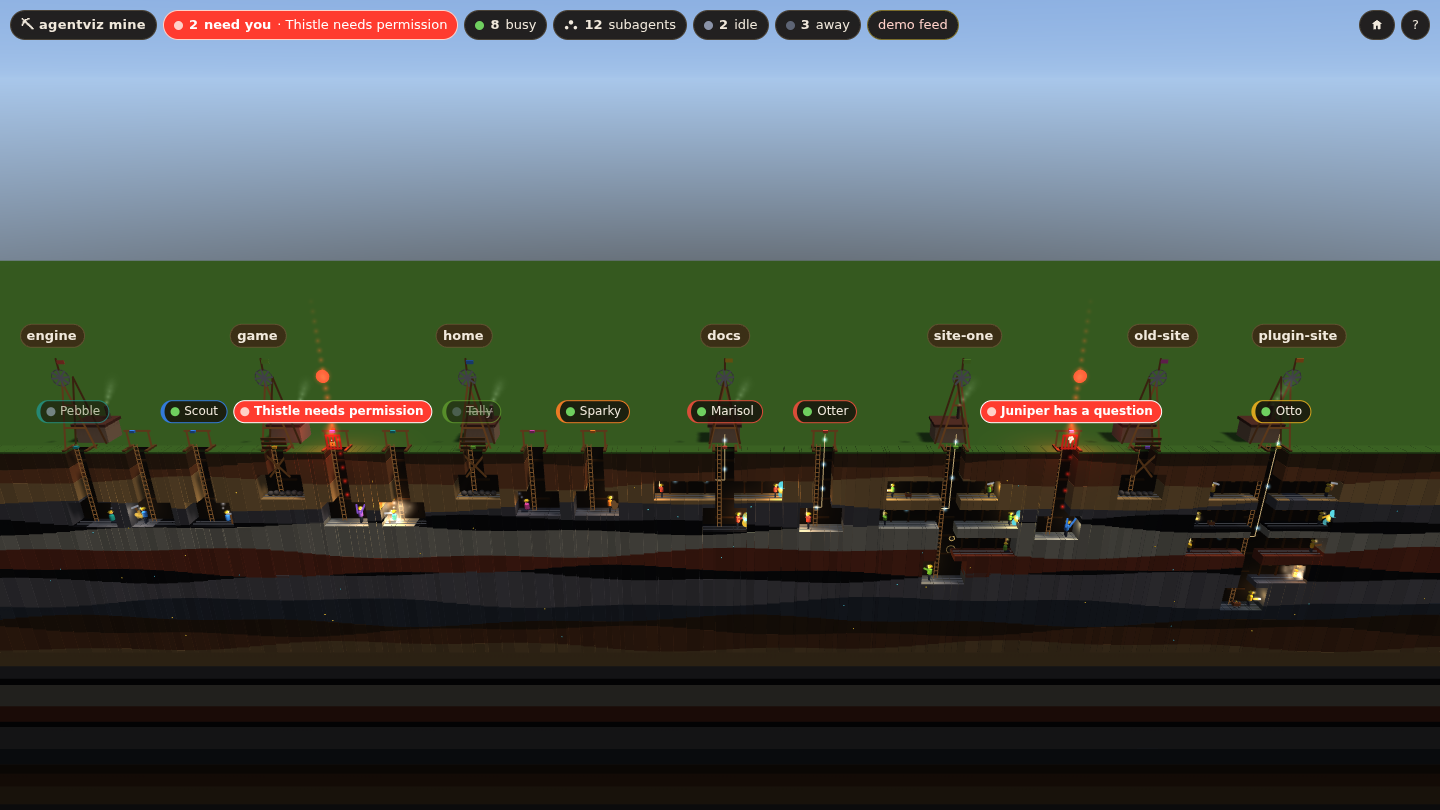 agentviz mine
2 need you · Thistle needs permission
8 busy
12 subagents
2 idle
3 away
demo feed
?
engine
game
home
docs
site-one
old-site
plugin-site
Pebble
Scout
Thistle needs permission
Tally
Sparky
Marisol
Otter
Juniper has a question
Otto